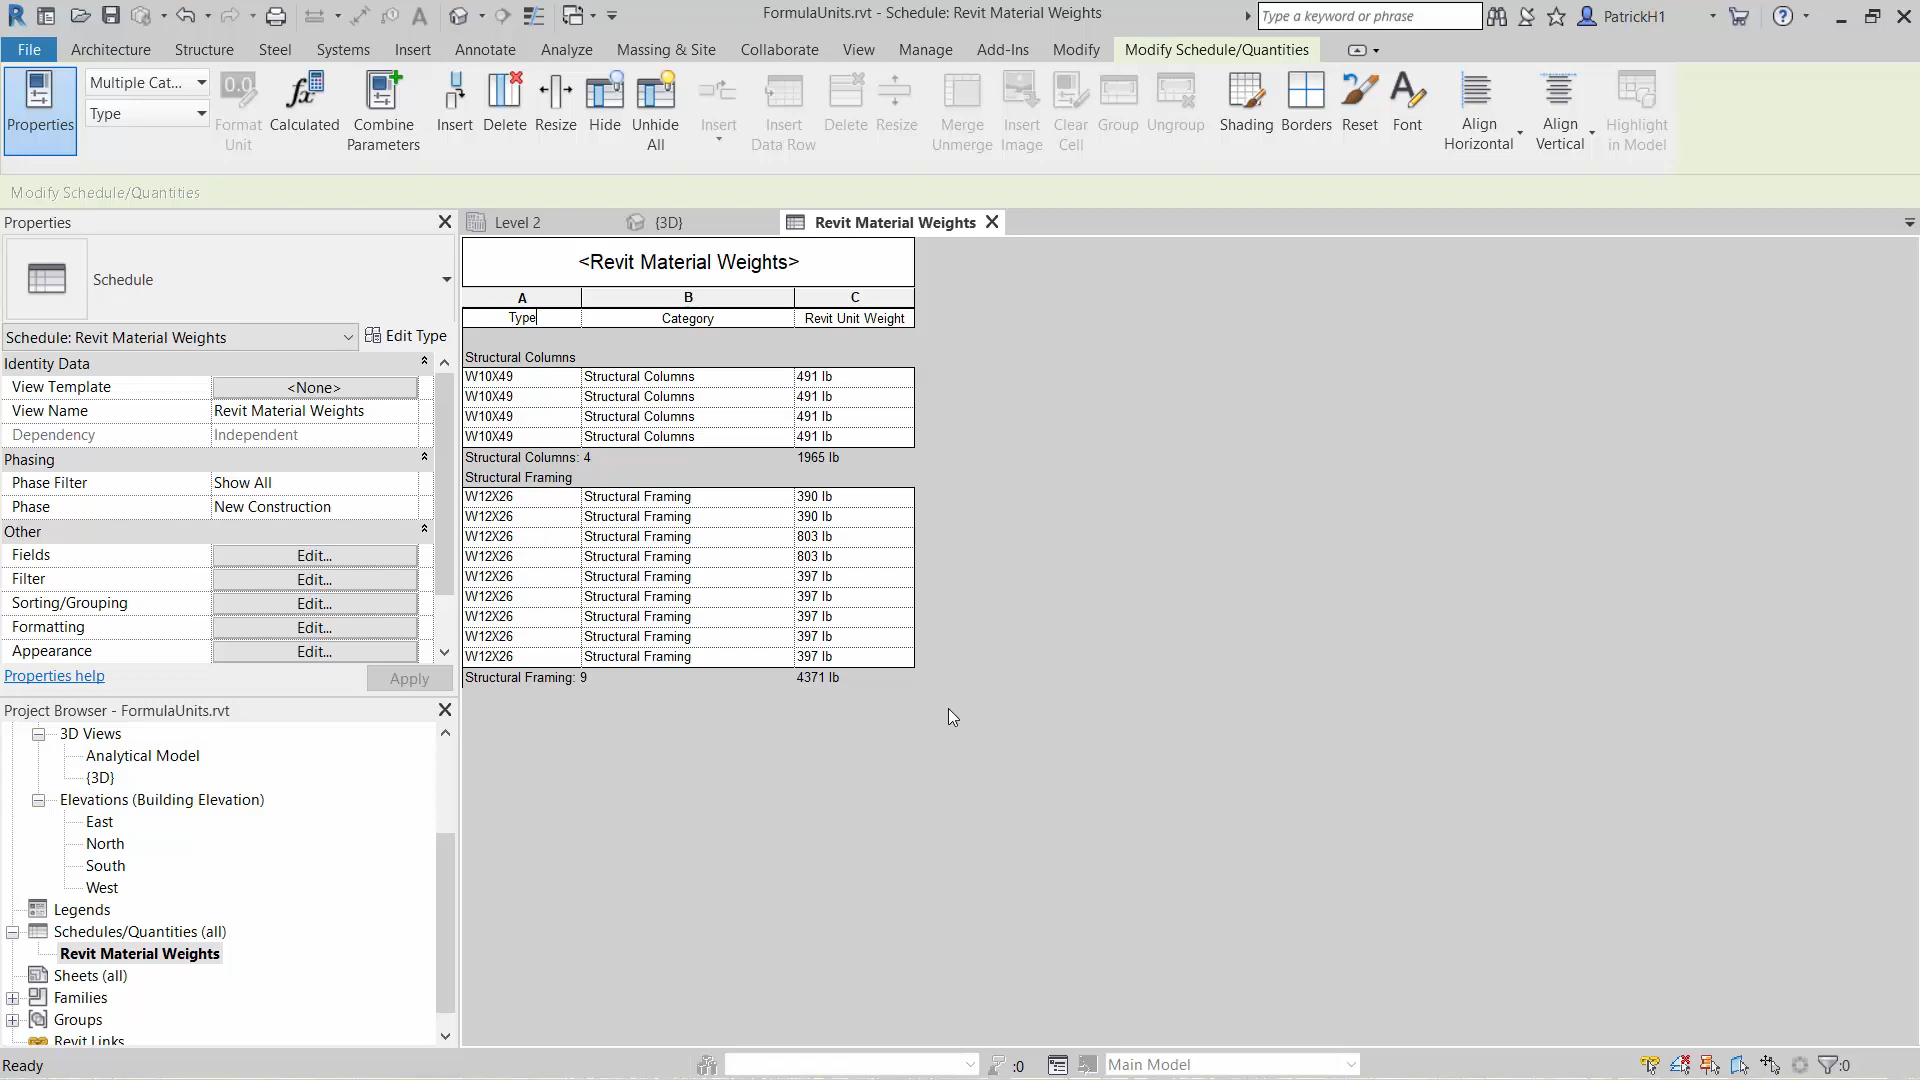 FormulaUnits.rvt - Schedule: Revit Material Weights
Type a keyword or phrase
PatrickH1
File Architecture Structure Steel Systems Insert Annotate Analyze Massing & Site Collaborate View Manage Add-Ins Modify Modify Schedule/Quantities
Multiple Cat...
Type
Properties
Format Unit
Calculated
Combine Parameters
Insert
Delete
Resize
Hide
Unhide All
Insert
Insert Data Row
Delete
Resize
Merge Unmerge
Insert Image
Clear Cell
Group
Ungroup
Shading
Borders
Reset
Font
Align Horizontal
Align Vertical
Highlight in Model
Modify Schedule/Quantities
Properties
Schedule
Schedule: Revit Material Weights
Edit Type
Identity Data
View Template <None>
View Name Revit Material Weights
Dependency Independent
Phasing
Phase Filter Show All
Phase New Construction
Other
Fields Edit...
Filter Edit...
Sorting/Grouping Edit...
Formatting Edit...
Appearance Edit...
Properties help
Apply
Project Browser - FormulaUnits.rvt
3D Views
Analytical Model
{3D}
Elevations (Building Elevation)
East
North
South
West
Legends
Schedules/Quantities (all)
Revit Material Weights
Sheets (all)
Families
Groups
Revit Links
Level 2
{3D}
Revit Material Weights
<Revit Material Weights>
A B C
Type Category Revit Unit Weight
Structural Columns
W10X49 Structural Columns 491 lb
W10X49 Structural Columns 491 lb
W10X49 Structural Columns 491 lb
W10X49 Structural Columns 491 lb
Structural Columns: 4 1965 lb
Structural Framing
W12X26 Structural Framing 390 lb
W12X26 Structural Framing 390 lb
W12X26 Structural Framing 803 lb
W12X26 Structural Framing 803 lb
W12X26 Structural Framing 397 lb
W12X26 Structural Framing 397 lb
W12X26 Structural Framing 397 lb
W12X26 Structural Framing 397 lb
W12X26 Structural Framing 397 lb
Structural Framing: 9 4371 lb
Ready
:0
Main Model
:0